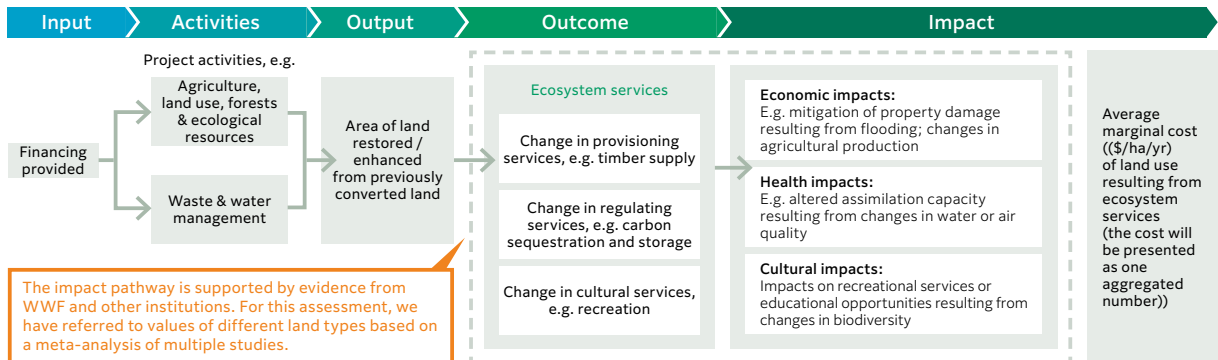 Input
Activities
Output
Outcome
Impact
Project activities, e.g.
Financing
provided
Agriculture,
land use, forests
& ecological
resources
Waste & water
management
Area of land
restored /
enhanced
from previously
converted land
Ecosystem services
Change in provisioning
services, e.g. timber supply
Change in regulating
services, e.g. carbon
sequestration and storage
Change in cultural services,
e.g. recreation
Economic impacts:
E.g. mitigation of property damage
resulting from flooding; changes in
agricultural production
Health impacts:
E.g. altered assimilation capacity
resulting from changes in water or air
quality
Cultural impacts:
Impacts on recreational services or
educational opportunities resulting from
changes in biodiversity
Average
marginal cost
(($/ha/yr)
of land use
resulting from
ecosystem
services
(the cost will
be presented
as one
aggregated
number))
The impact pathway is supported by evidence from
WWF and other institutions. For this assessment, we
have referred to values of different land types based on
a meta-analysis of multiple studies.